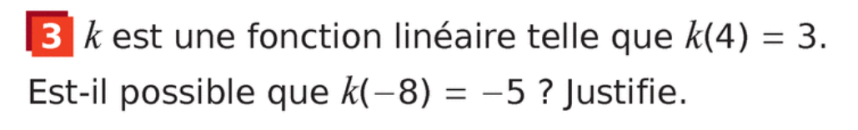 3 k est une fonction linéaire telle que k(4) = 3.
Est-il possible que k(−8) = −5 ? Justifie.